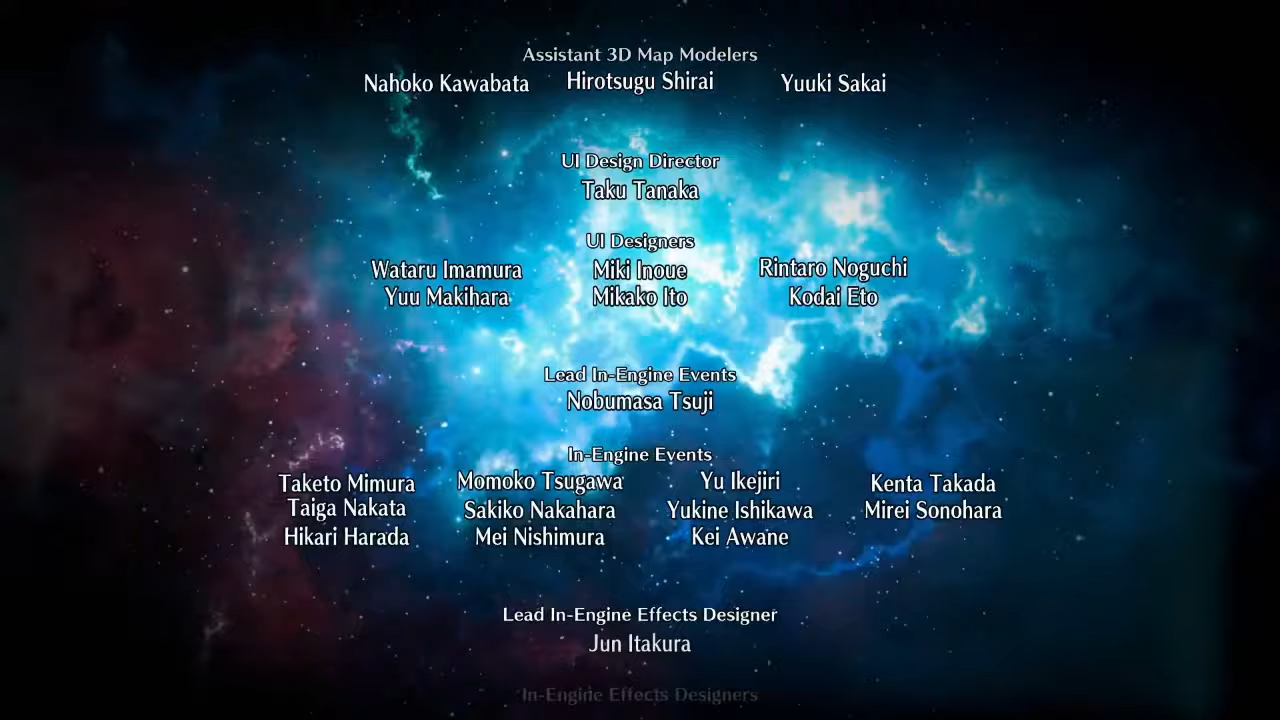 Assistant 3D Map Modelers
Nahoko Kawabata Hirotsugu Shirai Yuuki Sakai
UI Design Director
Taku Tanaka
UI Designers
Wataru Imamura Miki Inoue Rintaro Noguchi
Yuu Makihara Mikako Ito Kodai Eto
Lead In-Engine Events
Nobumasa Tsuji
In-Engine Events
Taketo Mimura Momoko Tsugawa Yu Ikejiri Kenta Takada
Taiga Nakata Sakiko Nakahara Yukine Ishikawa Mirei Sonohara
Hikari Harada Mei Nishimura Kei Awane
Lead In-Engine Effects Designer
Jun Itakura
In-Engine Effects Designers